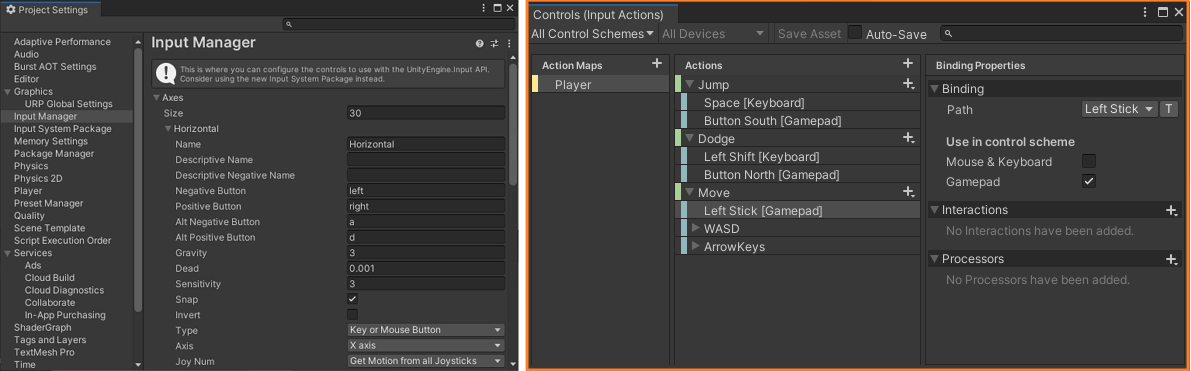 Project Settings
Adaptive Performance
Audio
Burst AOT Settings
Editor
Graphics
URP Global Settings
Input Manager
Input System Package
Memory Settings
Package Manager
Physics
Physics 2D
Player
Preset Manager
Quality
Scene Template
Script Execution Order
Services
Ads
Cloud Build
Cloud Diagnostics
Collaborate
In-App Purchasing
ShaderGraph
Tags and Layers
TextMesh Pro
Time
Input Manager
This is where you can configure the controls to use with the UnityEngine.Input API.
Consider using the new Input System Package instead.
Axes
Size 30
Horizontal
Name Horizontal
Descriptive Name
Descriptive Negative Name
Negative Button left
Positive Button right
Alt Negative Button a
Alt Positive Button d
Gravity 3
Dead 0.001
Sensitivity 3
Snap
Invert
Type Key or Mouse Button
Axis X axis
Joy Num Get Motion from all Joysticks
Controls (Input Actions)
All Control Schemes All Devices Save Asset Auto-Save
Action Maps
Player
Actions
Jump
Space [Keyboard]
Button South [Gamepad]
Dodge
Left Shift [Keyboard]
Button North [Gamepad]
Move
Left Stick [Gamepad]
WASD
ArrowKeys
Binding Properties
Binding
Path Left Stick T
Use in control scheme
Mouse & Keyboard
Gamepad
Interactions
No Interactions have been added.
Processors
No Processors have been added.